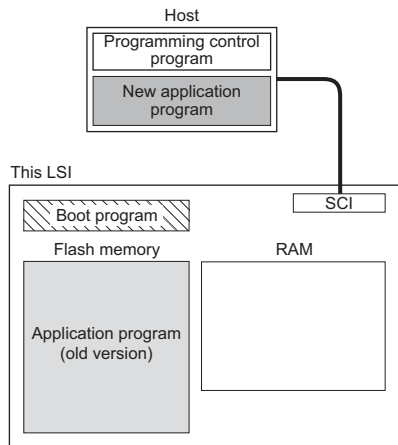 Host
Programming control
program
New application
program
This LSI
SCI
Boot program
Flash memory
RAM
Application program
(old version)